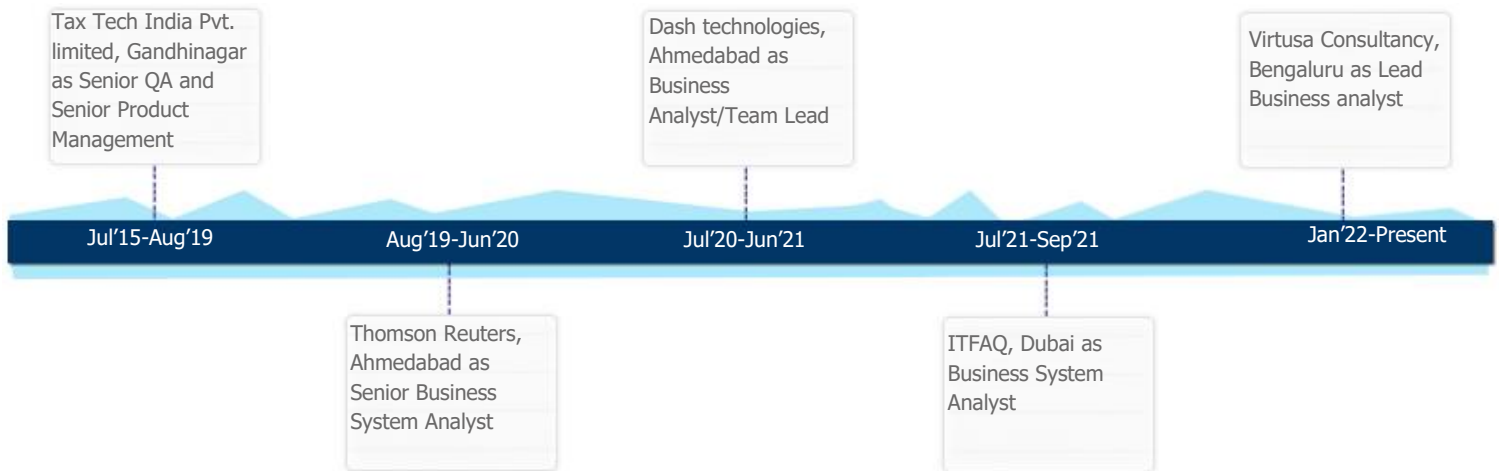 Tax Tech India Pvt.
limited, Gandhinagar
as Senior QA and
Senior Product
Management
Dash technologies,
Ahmedabad as
Business
Analyst/Team Lead
Virtusa Consultancy,
Bengaluru as Lead
Business analyst
Jul’15-Aug’19
Aug’19-Jun’20
Jul’20-Jun’21
Jul’21-Sep’21
Jan’22-Present
Thomson Reuters,
Ahmedabad as
Senior Business
System Analyst
ITFAQ, Dubai as
Business System
Analyst